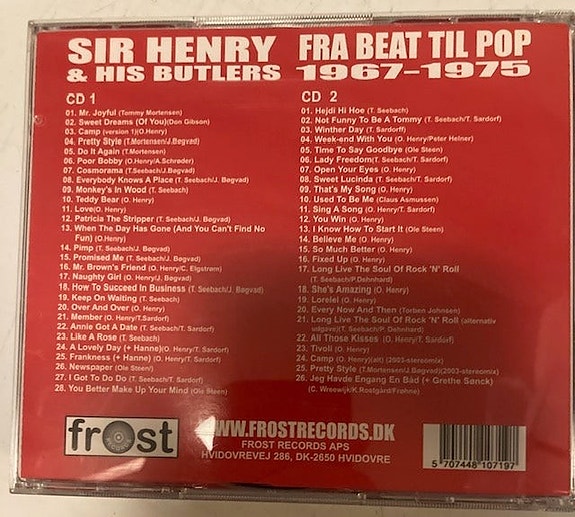 SIR HENRY
& HIS BUTLERS
FRA BEAT TIL POP
1967-1975
CD 1
01. Mr. Joyful (Tommy Mortensen)
02. Sweet Dreams (Of You)(Don Gibson)
03. Camp (version 1)(O.Henry)
04. Pretty Style (T.Mortensen/J.Bøgvad)
05. Do It Again (T.Mortensen)
06. Poor Bobby (O.Henry/A.Schrøder)
07. Cosmorama (T.Seebach/J.Bøgvad)
08. Everybody Knows A Place (T. Seebach/J. Bøgvad)
09. Monkey's In Wood (T. Seebach)
10. Teddy Bear (O. Henry)
11. Love(O. Henry)
12. Patricia The Stripper (T. Seebach/J. Bøgvad)
13. When The Day Has Gone (And You Can't Find No
Fun) (O.Henry)
14. Pimp (T. Seebach/J. Bøgvad)
15. Promised Me (T. Seebach/J. Bøgvad)
16. Mr. Brown's Friend (O. Henry/C. Elgstrøm)
17. Naughty Girl (O. Henry/J. Bøgvad)
18. How To Succeed In Business (T. Seebach/J. Bøgvad)
19. Keep On Waiting (T. Seebach)
20. Over And Over (O. Henry)
21. Member (O. Henry/T.Sardorf)
22. Annie Got A Date (T. Seebach/T. Sardorf)
23. Like A Rose (T. Seebach)
24. A Lovely Day (+ Hanne)(O. Henry/T. Sardorf)
25. Frankness (+ Hanne) (O. Henry/T. Sardorf)
26. Newspaper (Ole Steen)
27. I Got To Do Do (T. Seebach/T. Sardorf)
28. You Better Make Up Your Mind (Ole Steen)
CD 2
01. Hejdi Hi Hoe (T. Seebach)
02. Not Funny To Be A Tommy (T. Seebach/T. Sardorf)
03. Winther Day (T. Sardorff)
04. Week-end With You (O. Henry/Peter Helner)
05. Time To Say Goodbye (Ole Steen)
06. Lady Freedom(T. Seebach/T. Sardorf)
07. Open Your Eyes (O. Henry)
08. Sweet Lucinda (T. Seebach/T. Sardorf)
09. That's My Song (O. Henry)
10. Used To Be Me (Claus Asmussen)
11. Sing A Song (O. Henry/T. Sardorf)
12. You Win (O. Henry)
13. I Know How To Start It (Ole Steen)
14. Believe Me (O. Henry)
15. So Much Better (O. Henry)
16. Fixed Up (O. Henry)
17. Long Live The Soul Of Rock 'N' Roll
(T. Seebach/P.Dehnhard)
18. She's Amazing (O. Henry)
19. Lorelei (O. Henry)
20. Every Now And Then (Torben Johnsen)
21. Long Live The Soul Of Rock "N" Roll (alternativ
udgave)(T. Seebach/P. Dehnhard)
22. All Those Kisses (O. Henry/T. Sardorf)
23. Tivoli (O. Henry)
24. Camp (O. Henry)(alt) (2003-stereomix)
25. Pretty Style (T.Mortensen/J.Bøgvad)(2003-stereomix)
26. Jeg Havde Engang En Båd (+ Grethe Sønck)
(C. Wreewijk/K.Rostgård/Frohne)
frost
RECORDS
WWW.FROSTRECORDS.DK
FROST RECORDS APS
HVIDOVREVEJ 286, DK-2650 HVIDOVRE
5 707448 107197